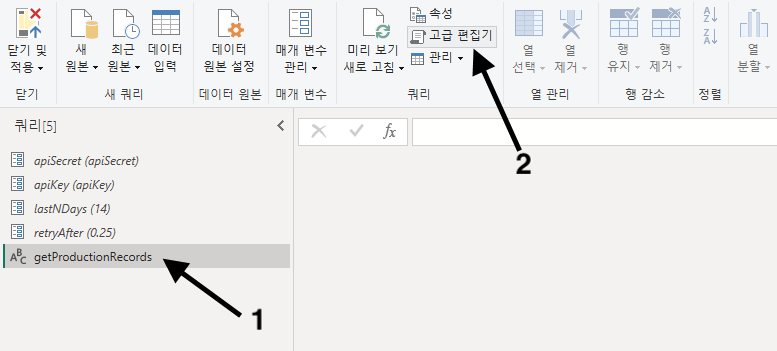 닫기 및 적용
새 원본
최근 원본
데이터 입력
데이터 원본 설정
매개 변수 관리
미리 보기 새로 고침
속성
고급 편집기
관리
열 선택
열 제거
행 유지
행 제거
열 분할
닫기
새 쿼리
데이터 원본
매개 변수
쿼리
열 관리
행 감소
정렬
쿼리[5]
fx
apiSecret (apiSecret)
apiKey (apiKey)
lastNDays (14)
retryAfter (0.25)
ABC getProductionRecords
1
2